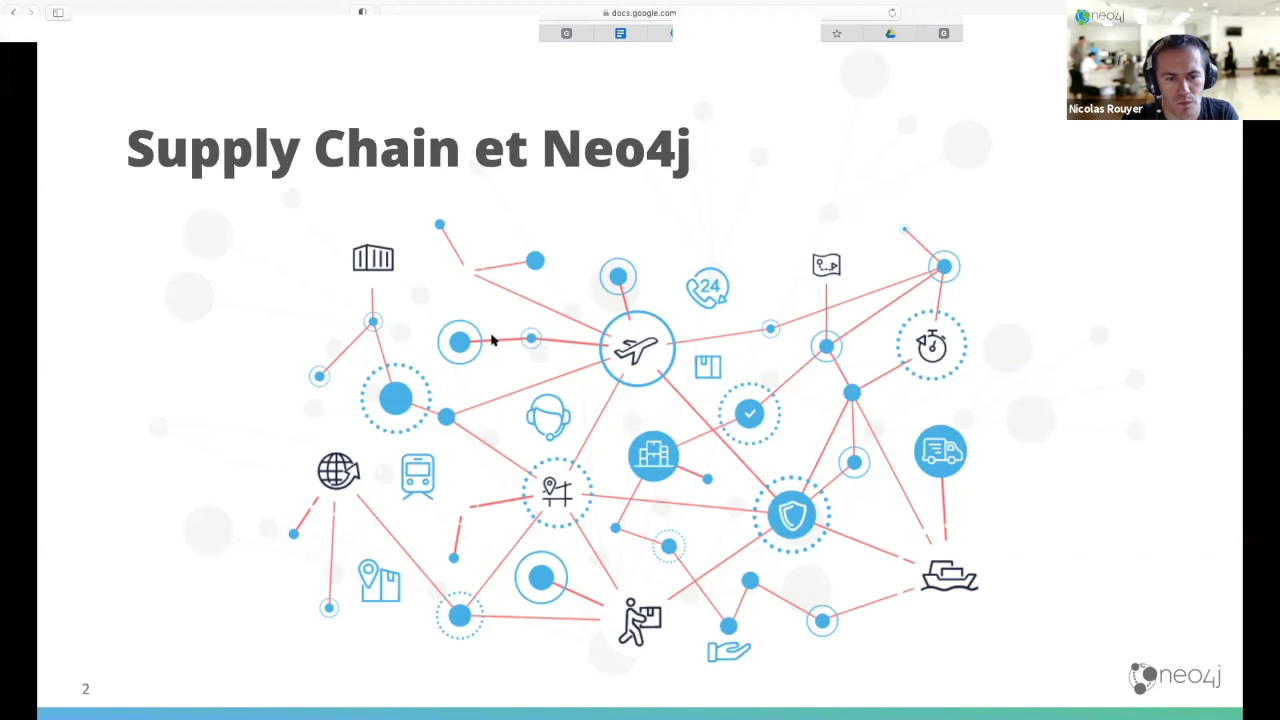 docs.google.com
G
G
neo4j
Nicolas Rouyer
Supply Chain et Neo4j
24
2
neo4j